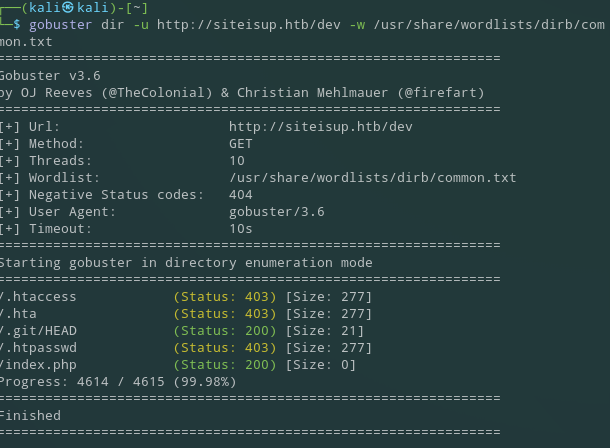 (kali㉿kali)-[~]
$ gobuster dir -u http://siteisup.htb/dev -w /usr/share/wordlists/dirb/com
mon.txt
===============================================================
Gobuster v3.6
by OJ Reeves (@TheColonial) & Christian Mehlmauer (@firefart)
===============================================================
[+] Url:                     http://siteisup.htb/dev
[+] Method:                  GET
[+] Threads:                 10
[+] Wordlist:                /usr/share/wordlists/dirb/common.txt
[+] Negative Status codes:   404
[+] User Agent:              gobuster/3.6
[+] Timeout:                 10s
===============================================================
Starting gobuster in directory enumeration mode
===============================================================
/.htaccess            (Status: 403) [Size: 277]
/.hta                 (Status: 403) [Size: 277]
/.git/HEAD            (Status: 200) [Size: 21]
/.htpasswd            (Status: 403) [Size: 277]
/index.php            (Status: 200) [Size: 0]
Progress: 4614 / 4615 (99.98%)
===============================================================
Finished
===============================================================